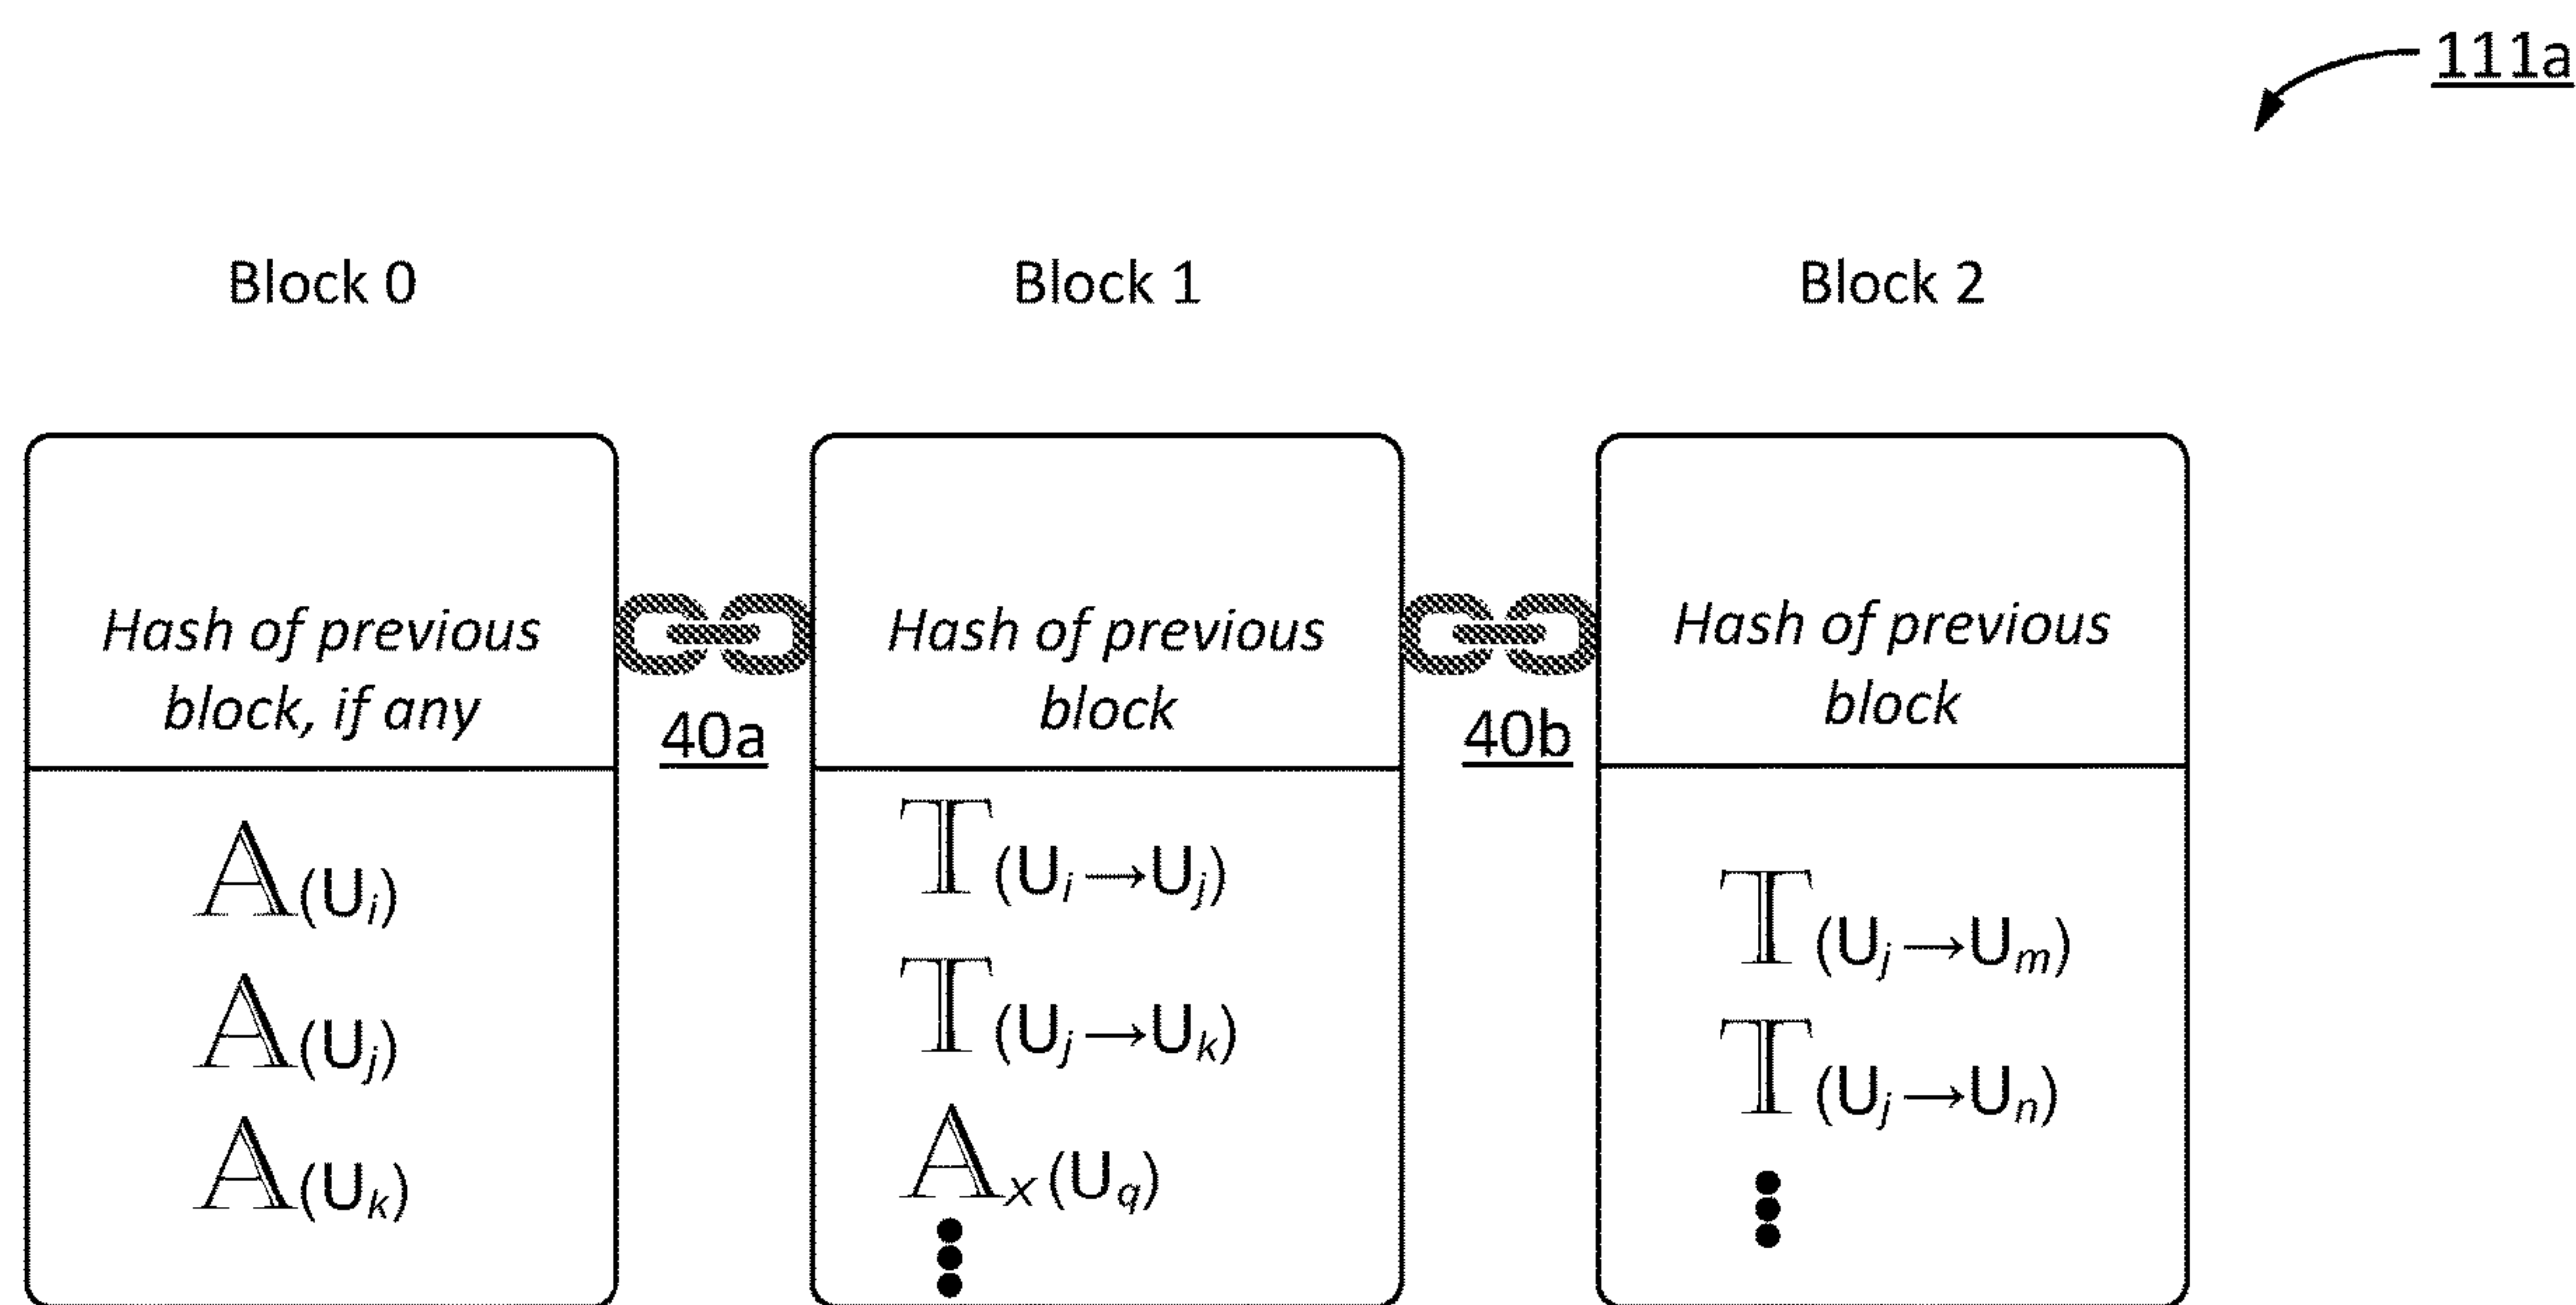 111a
Block 0
Block 1
Block 2
Hash of previous
block, if any
𝔸(Uᵢ)
𝔸(Uⱼ)
𝔸(Uₖ)
40a
Hash of previous
block
𝕋(Uᵢ→Uⱼ)
𝕋(Uⱼ→Uₖ)
𝔸ₓ(U_q)
40b
Hash of previous
block
𝕋(Uⱼ→Uₘ)
𝕋(Uⱼ→Uₙ)